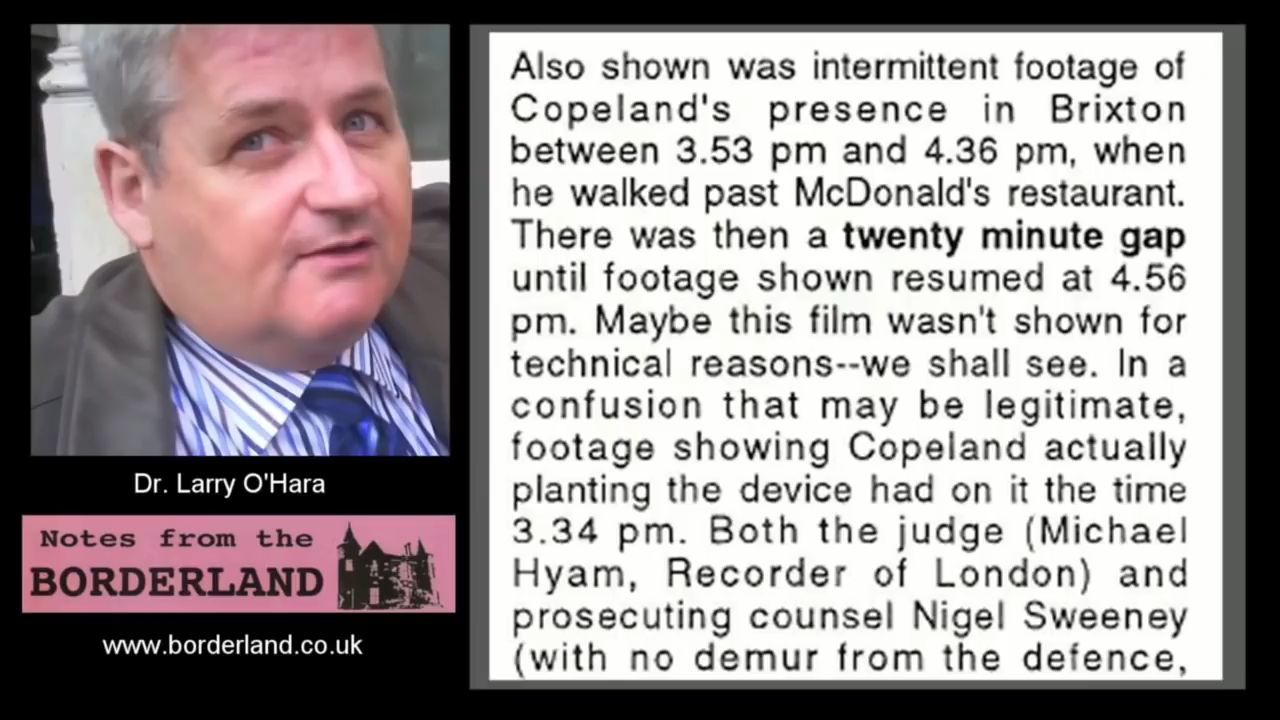 Dr. Larry O'Hara
Notes from the
BORDERLAND
www.borderland.co.uk
Also shown was intermittent footage of
Copeland's presence in Brixton
between 3.53 pm and 4.36 pm, when
he walked past McDonald's restaurant.
There was then a twenty minute gap
until footage shown resumed at 4.56
pm. Maybe this film wasn't shown for
technical reasons--we shall see. In a
confusion that may be legitimate,
footage showing Copeland actually
planting the device had on it the time
3.34 pm. Both the judge (Michael
Hyam, Recorder of London) and
prosecuting counsel Nigel Sweeney
(with no demur from the defence,